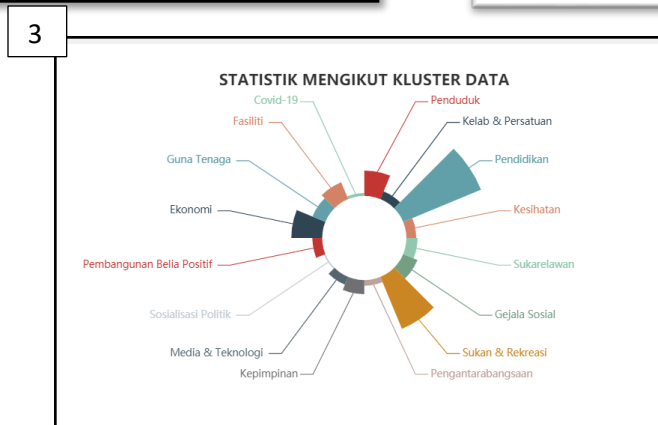 3
STATISTIK MENGIKUT KLUSTER DATA
Covid-19
Penduduk
Fasiliti
Kelab & Persatuan
Guna Tenaga
Pendidikan
Ekonomi
Kesihatan
Pembangunan Belia Positif
Sukarelawan
Sosialisasi Politik
Gejala Sosial
Media & Teknologi
Sukan & Rekreasi
Kepimpinan
Pengantarabangsaan